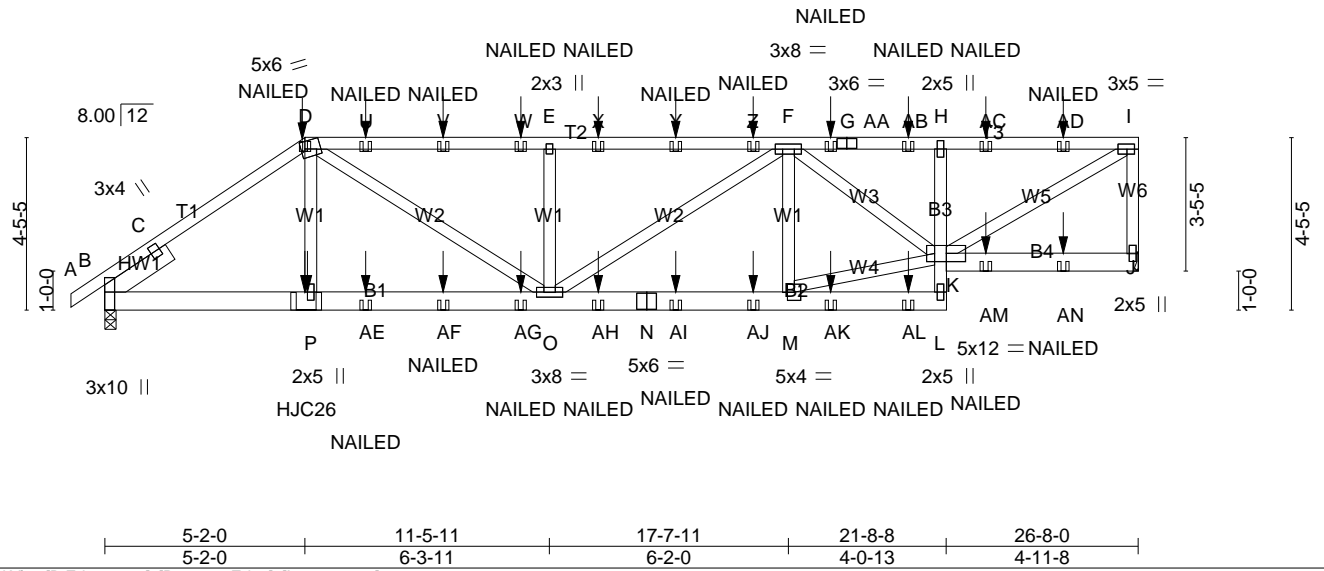 NAILED
NAILED NAILED 3x8 = NAILED NAILED
5x6 = 2x3 || NAILED 3x6 = 2x5 || 3x5 =
NAILED NAILED NAILED NAILED NAILED
8.00 12
D U V W E X Y Z F G AA AB H AC AD I
T2 3
3x4 \\
T1 W1 W2 W1 W2 W1 W3 B3 W5 W6
4-5-5 3-5-5 4-5-5
C
A B HW1 W4 B4 J
1-0-0 B1 B2 K 1-0-0
2x5 ||
P AE AF AG O AH N AI AJ M AK AL L AM AN
5x12 = NAILED
NAILED 5x6 =
3x10 || 2x5 || 3x8 = 5x4 = 2x5 ||
HJC26 NAILED NAILED NAILED NAILED NAILED NAILED NAILED
NAILED
5-2-0 11-5-11 17-7-11 21-8-8 26-8-0
5-2-0 6-3-11 6-2-0 4-0-13 4-11-8